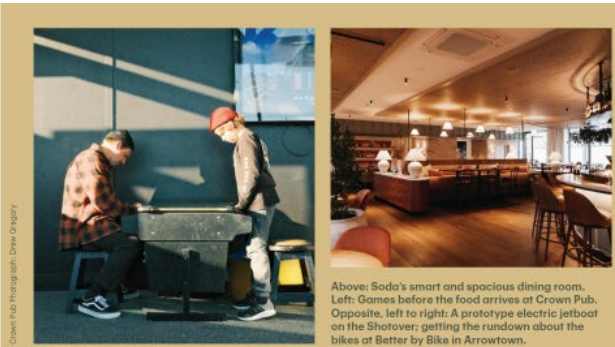 Crown Pub Photograph: Drew Gregory
Above: Soda's smart and spacious dining room.
Left: Games before the food arrives at Crown Pub.
Opposite, left to right: A prototype electric jetboat
on the Shotover; getting the rundown about the
bikes at Better by Bike in Arrowtown.